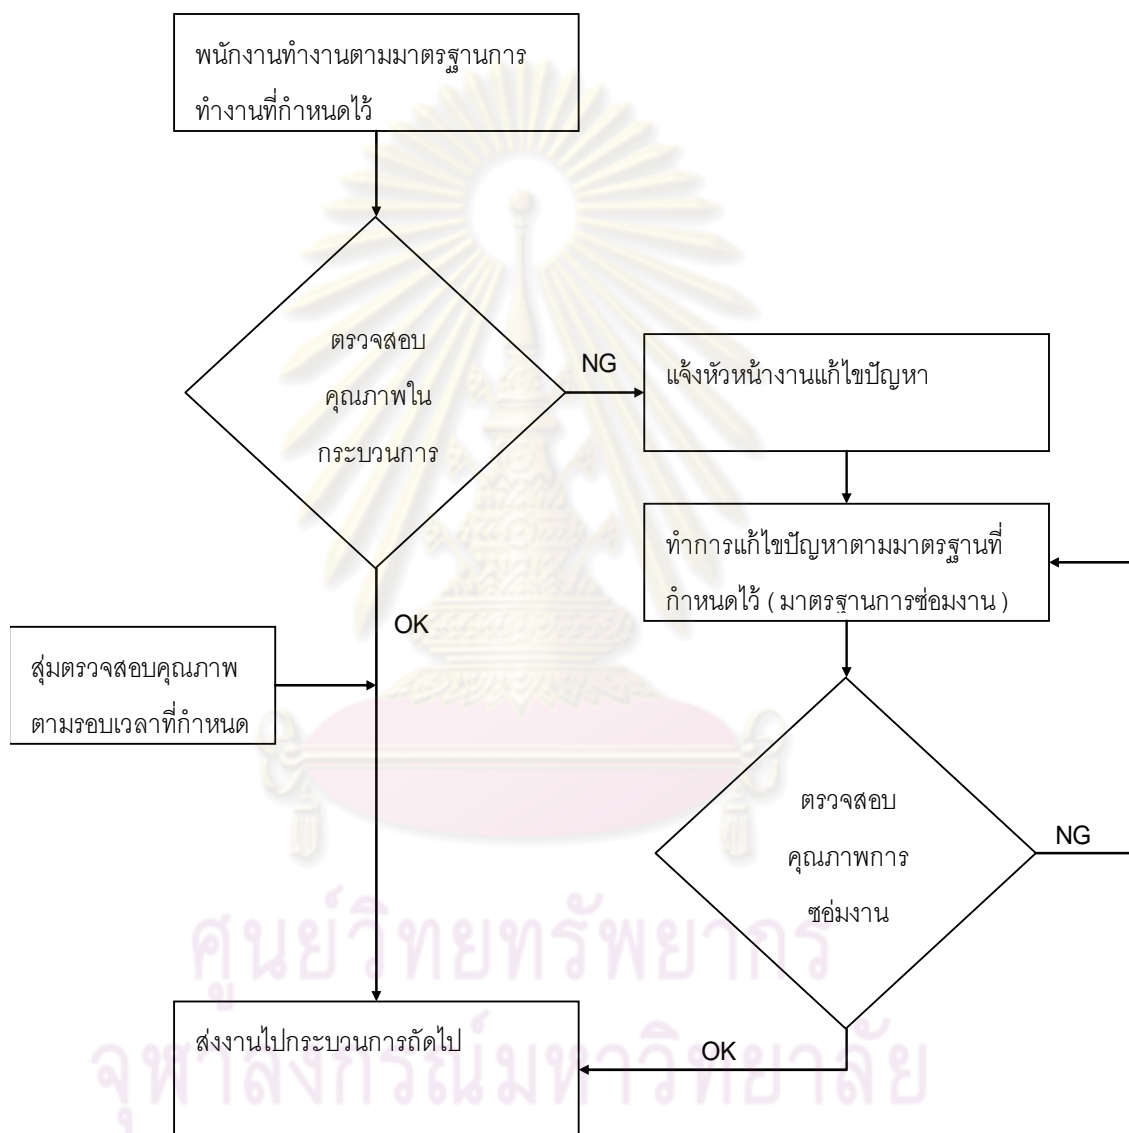 พนักงานทำงานตามมาตรฐานการ
ทำงานที่กำหนดไว้
ตรวจสอบ
คุณภาพใน
กระบวนการ
NG
แจ้งหัวหน้างานแก้ไขปัญหา
ทำการแก้ไขปัญหาตามมาตรฐานที่
กำหนดไว้ ( มาตรฐานการซ่อมงาน )
OK
สุ่มตรวจสอบคุณภาพ
ตามรอบเวลาที่กำหนด
ตรวจสอบ
คุณภาพการ
ซอ่มงาน
NG
ส่งงานไปกระบวนการถัดไป
OK
ศูนย์วิทยทรัพยากร
จุฬาลงกรณ์มหาวิทยาลัย